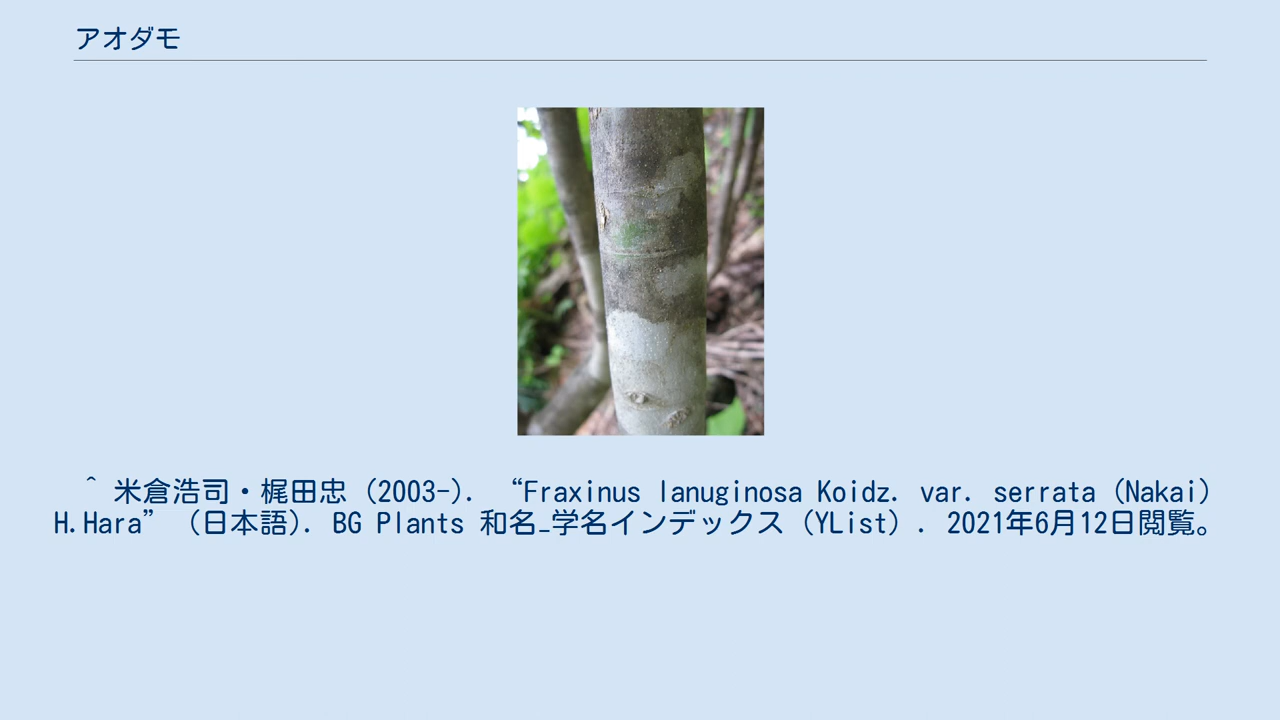 アオダモ
^ 米倉浩司・梶田忠 (2003-). “Fraxinus lanuginosa Koidz. var. serrata (Nakai)
H.Hara” (日本語). BG Plants 和名−学名インデックス (YList) . 2021年6月12日閲覧。